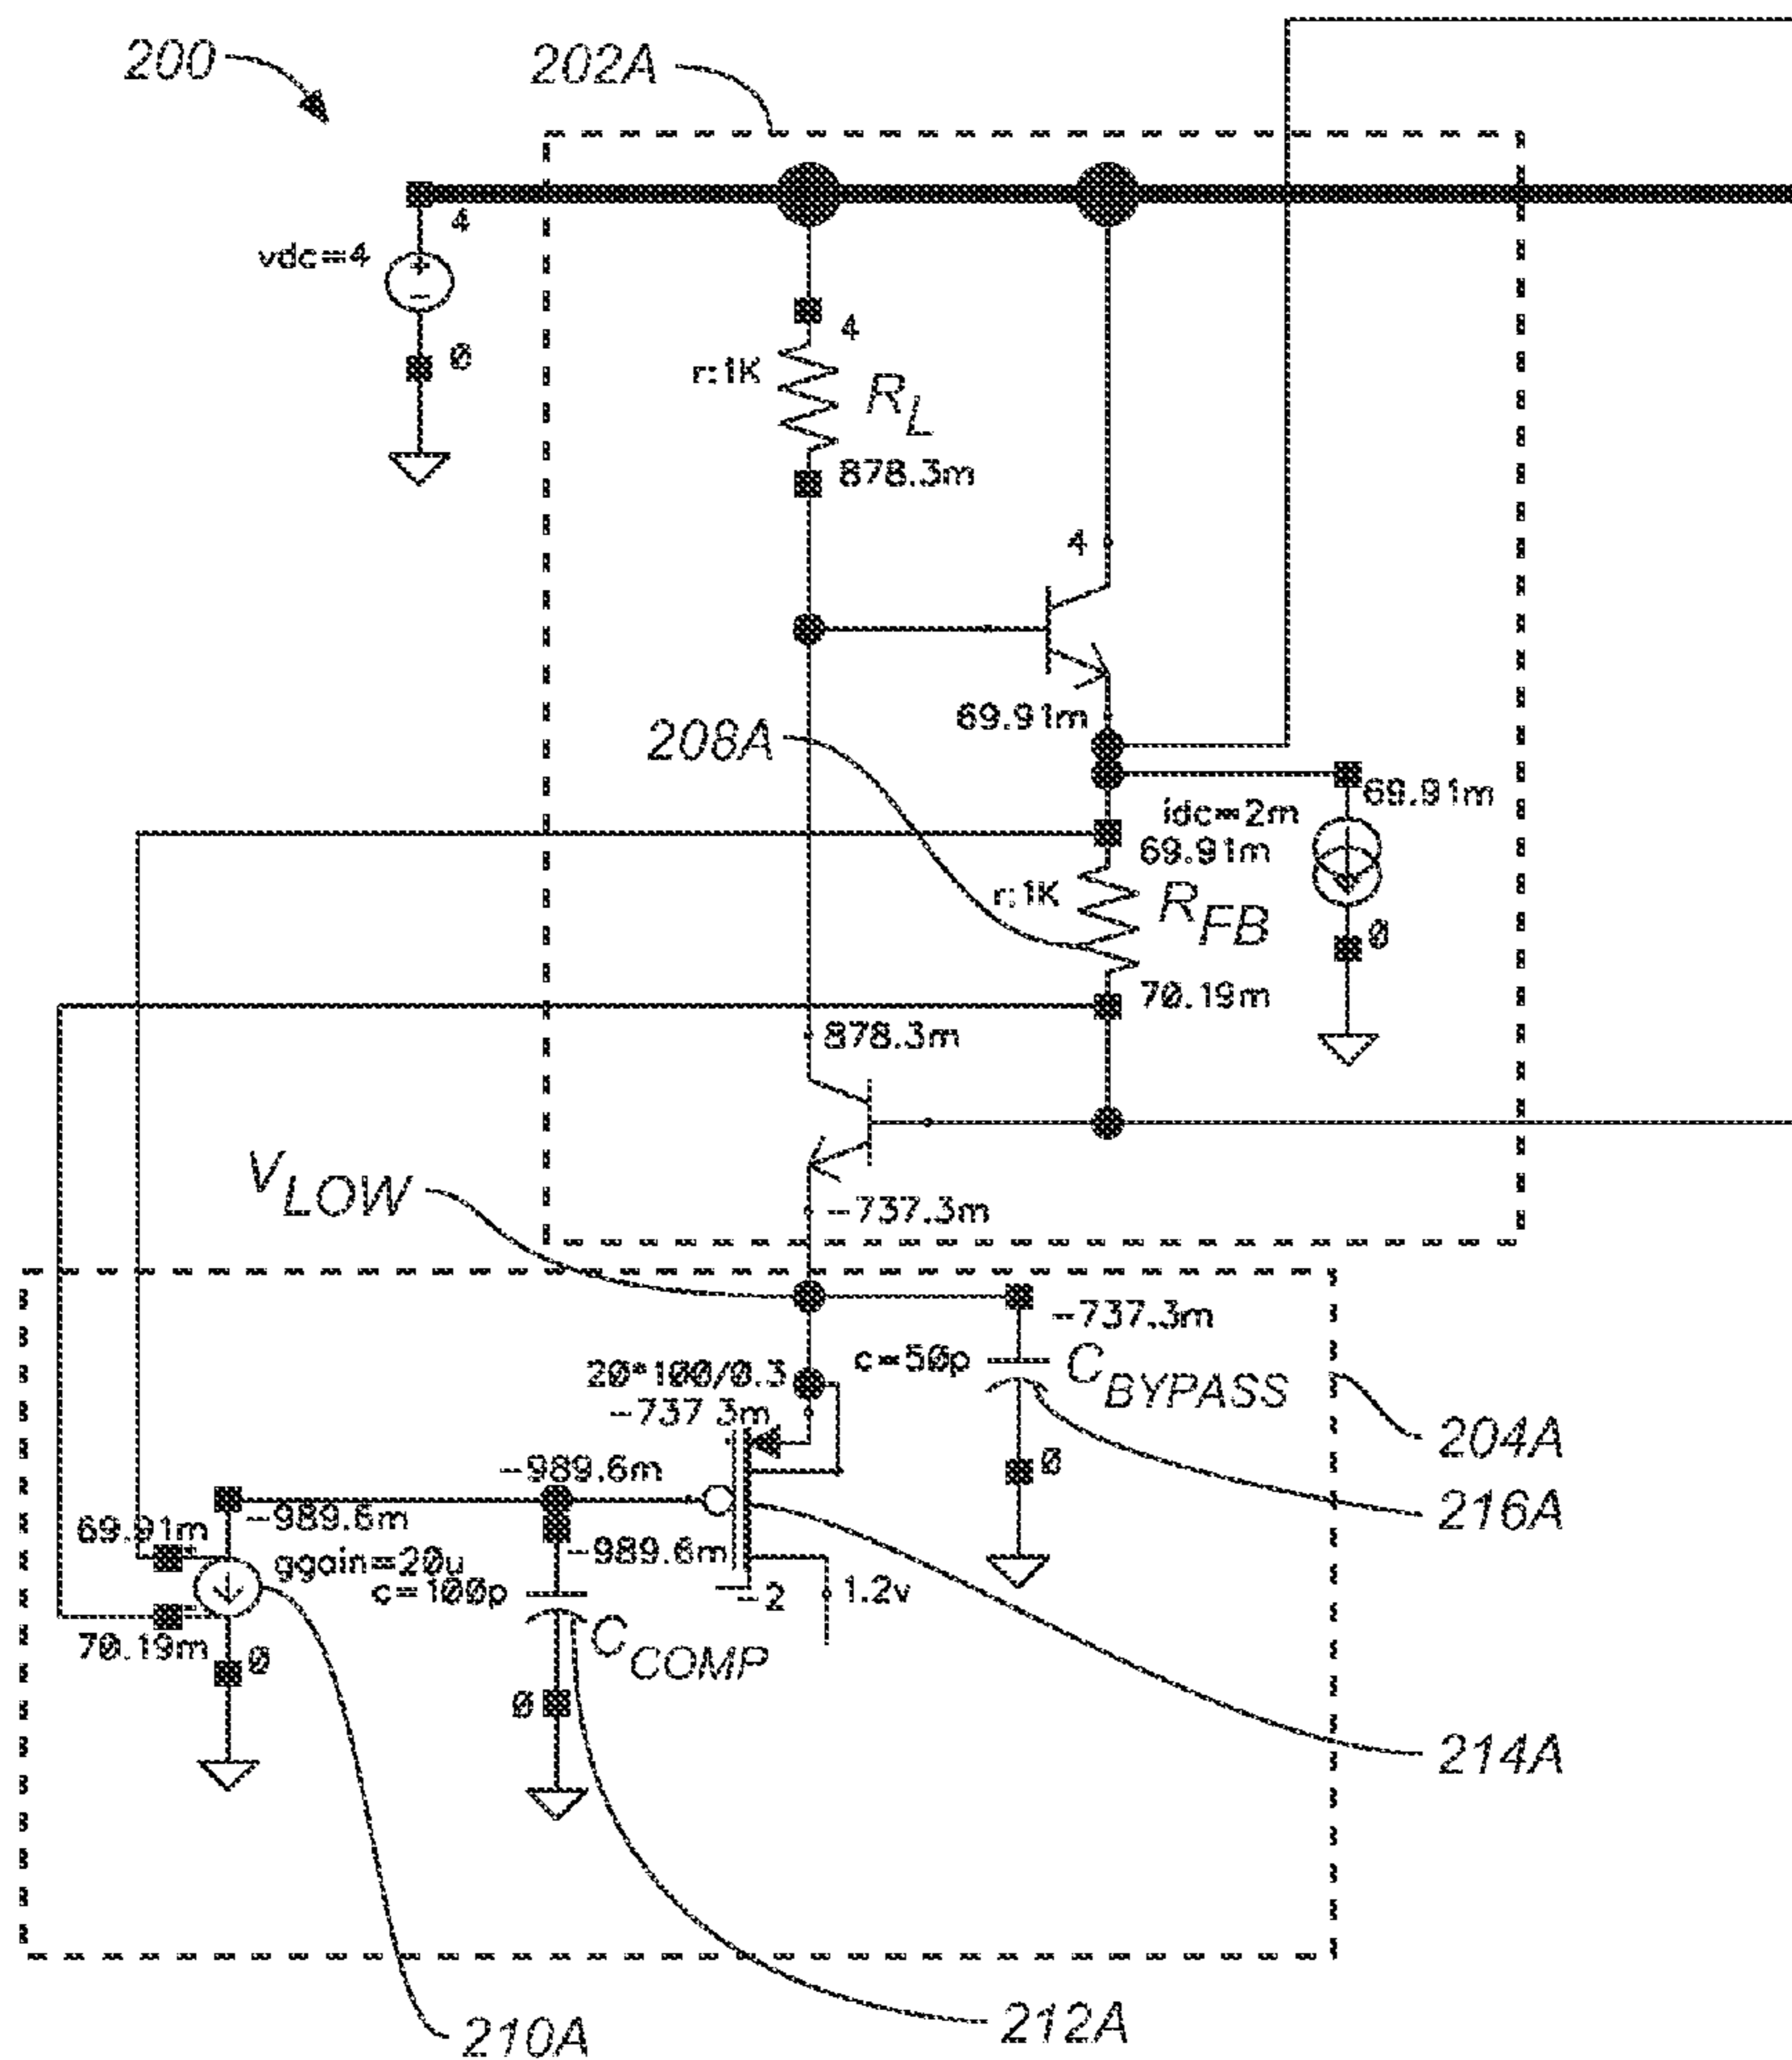 200
202A
4
vdc=4
0
4
r:1K
R_L
878.3m
4
69.91m
208A
69.91m
idc=2m
69.91m
r:1K
R_FB
0
70.19m
878.3m
V_LOW
-737.3m
-737.3m
c=50p
C_BYPASS
20*100/0.3
-737.3m
204A
-989.6m
0
216A
-989.6m
69.91m
ggain=20u
-989.6m
c=100p
-2
1.2v
70.19m
0
C_COMP
0
214A
210A
212A